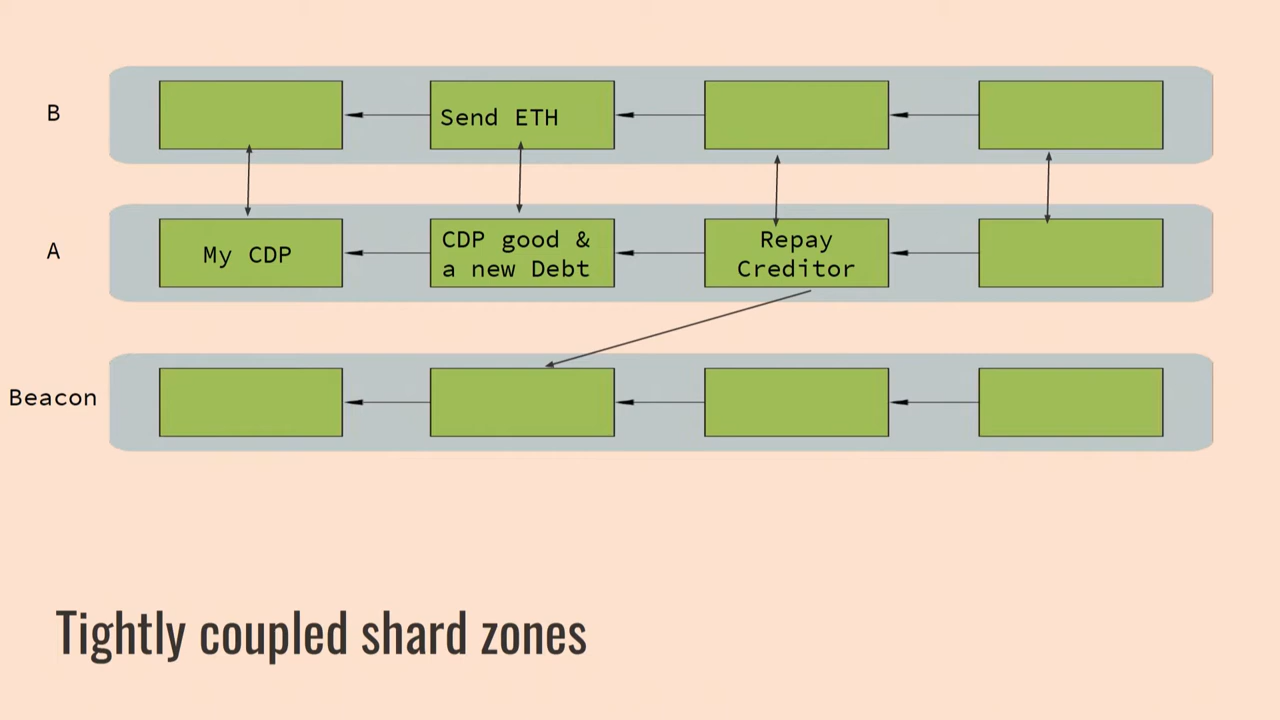 B
Send ETH
A
My CDP
CDP good &
a new Debt
Repay
Creditor
Beacon
Tightly coupled shard zones